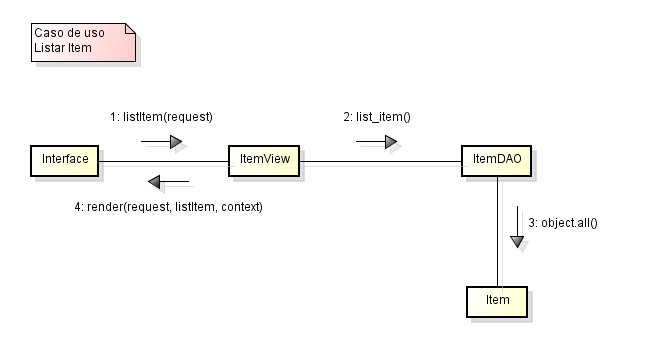 Caso de uso
Listar Item
1: listItem(request)
2: list_item()
Interface
ItemView
ItemDAO
4: render(request, listItem, context)
3: object.all()
Item